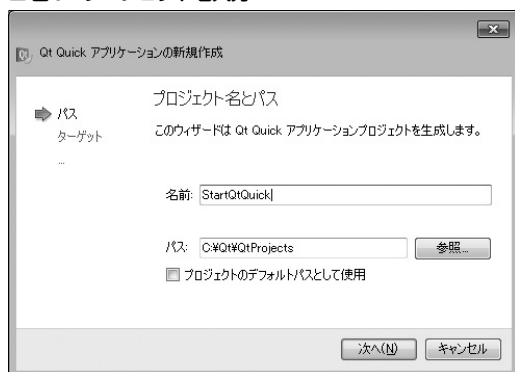 Qt Quick アプリケーションの新規作成
プロジェクト名とパス
パス
ターゲット
...
このウィザードは Qt Quick アプリケーションプロジェクトを生成します。
名前: StartQtQuick
パス: C:¥Qt¥QtProjects
参照...
プロジェクトのデフォルトパスとして使用
次へ(N)
キャンセル